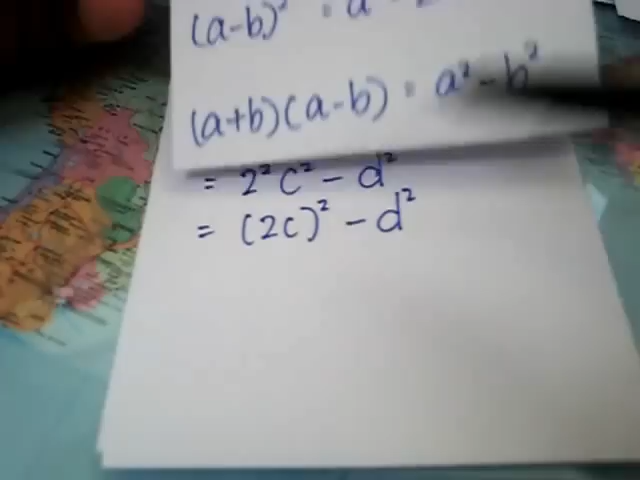 (a-b)² = a
(a+b)(a-b) = a² - b²
= 2²c² - d²
= (2c)² - d²